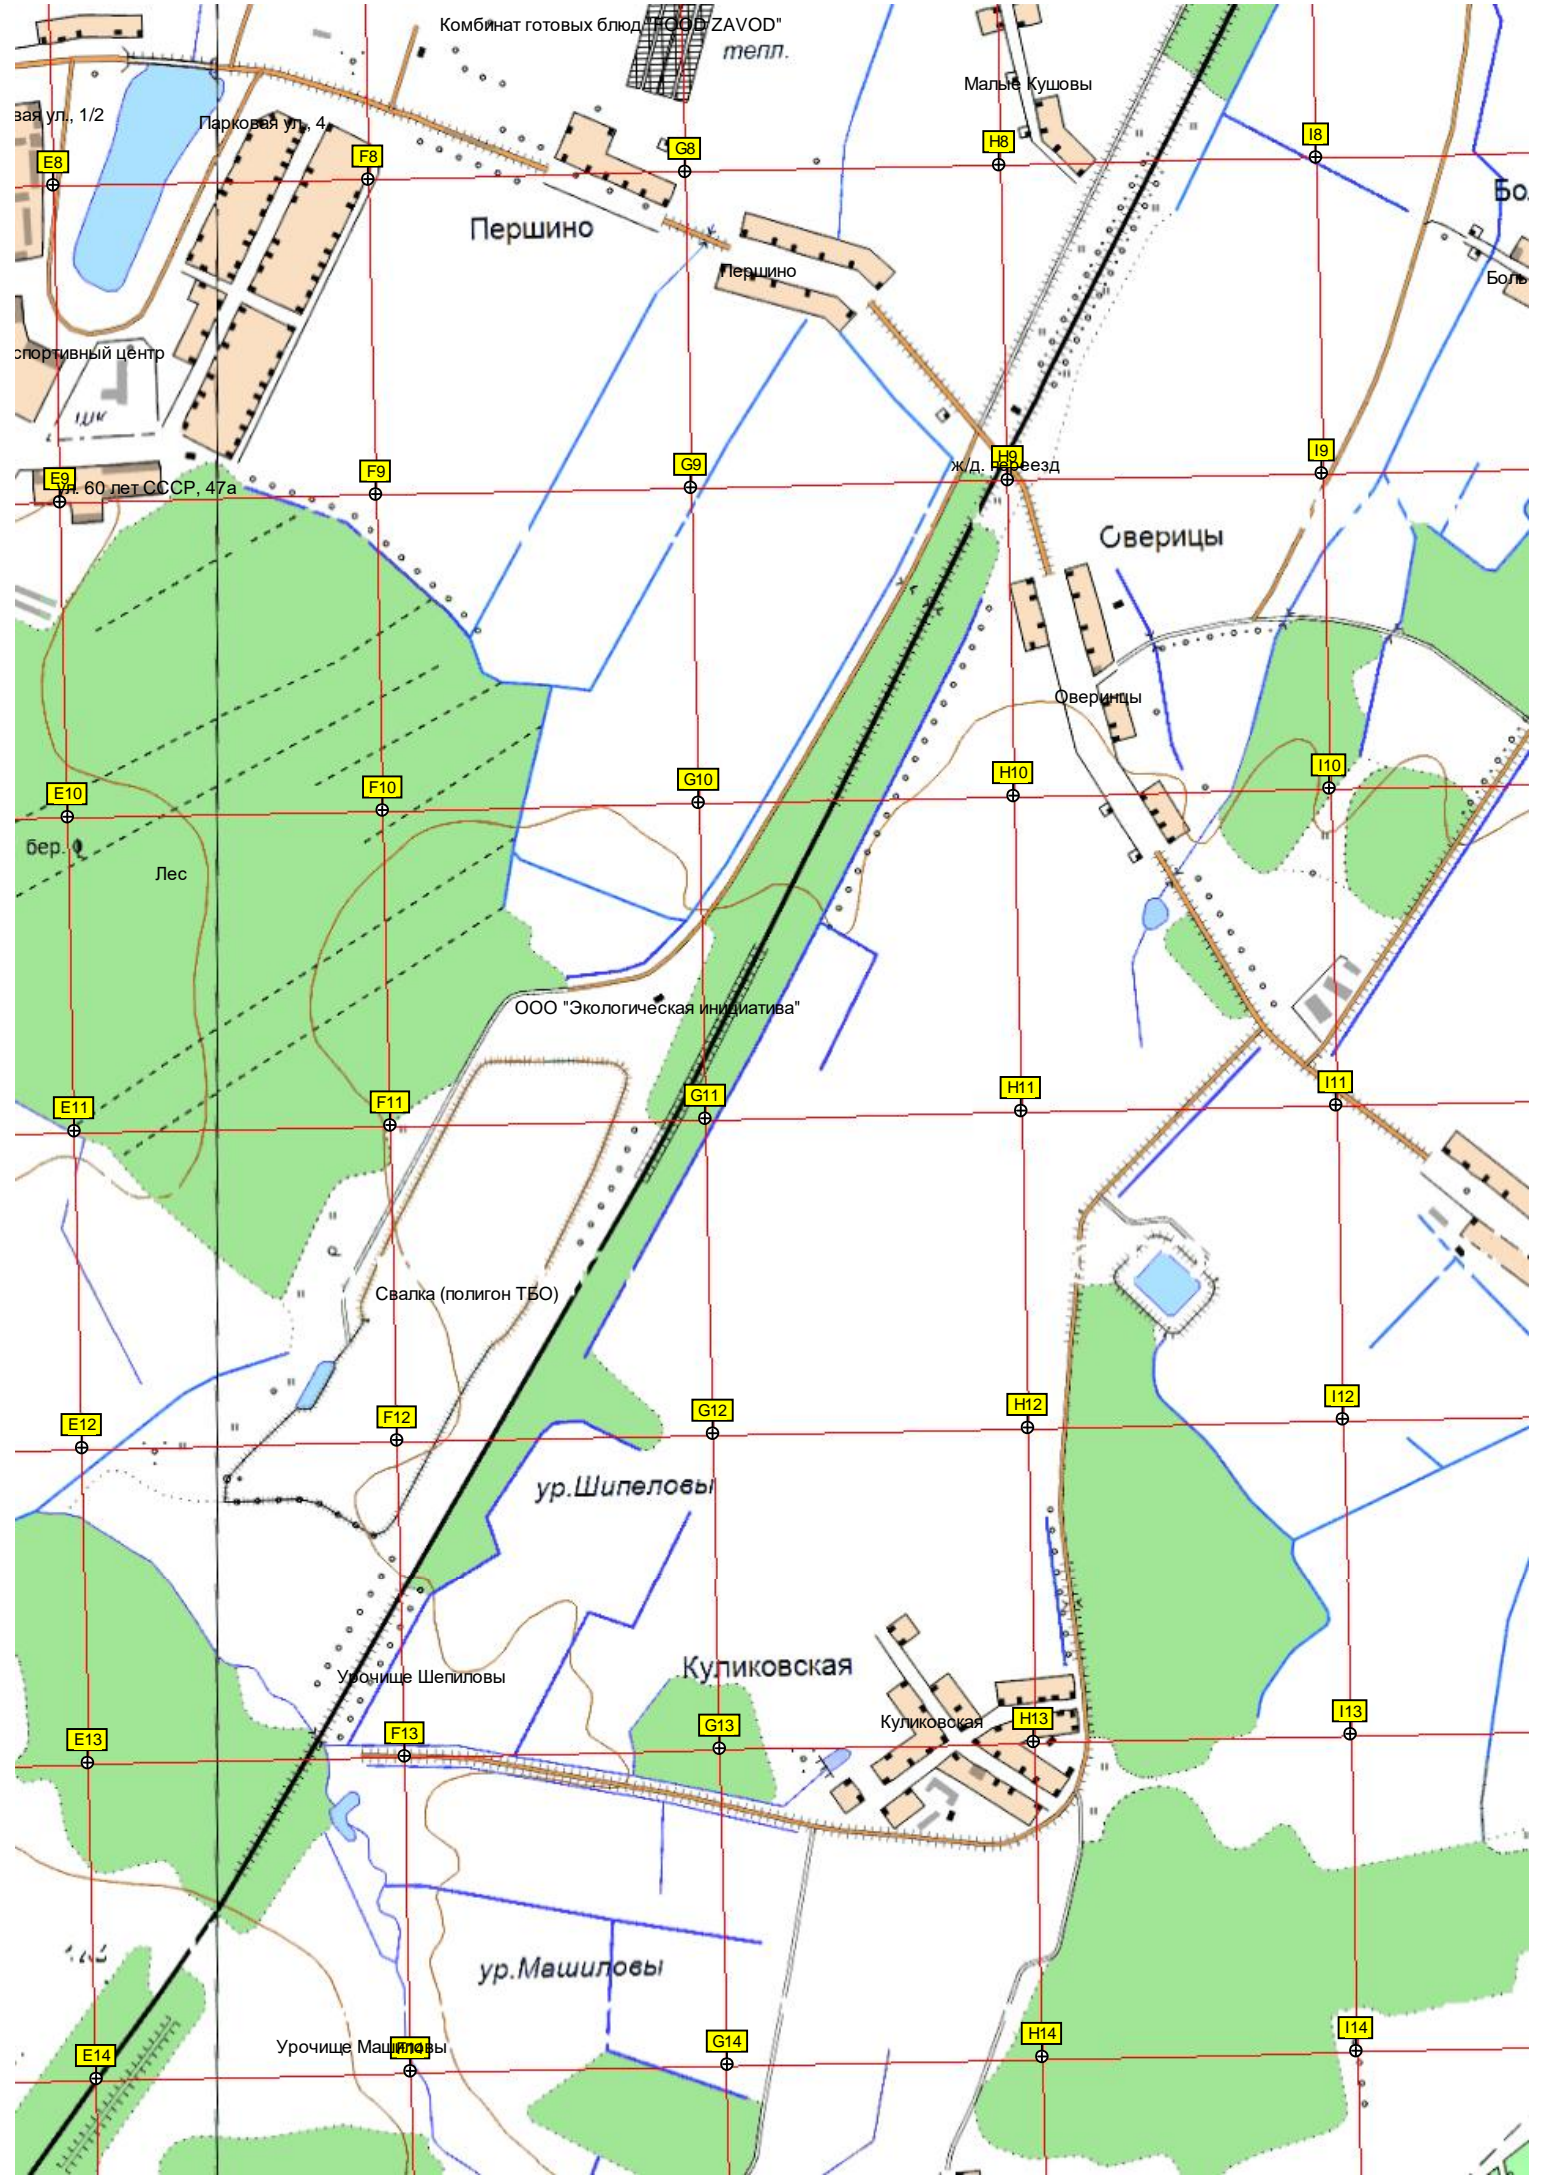 Комбинат готовых блюд "FOOD ZAVOD"
тепл.
Малые Кушовы
вая ул., 1/2
Парковая ул., 4
E8
F8
G8
H8
I8
Першино
Бо.
Першино
Боль
спортивный центр
E9
F9
G9
H9
I9
ж/д. переезд
ул. 60 лет СССР, 47а
Оверицы
Оверинцы
E10
F10
G10
H10
I10
бер.
Лес
ООО "Экологическая инициатива"
E11
F11
G11
H11
I11
Свалка (полигон ТБО)
E12
F12
G12
H12
I12
ур.Шипеловы
Урочище Шепиловы
Куликовская
Куликовская
E13
F13
G13
H13
I13
ур.Машиловы
Урочище Машиловы
E14
F14
G14
H14
I14